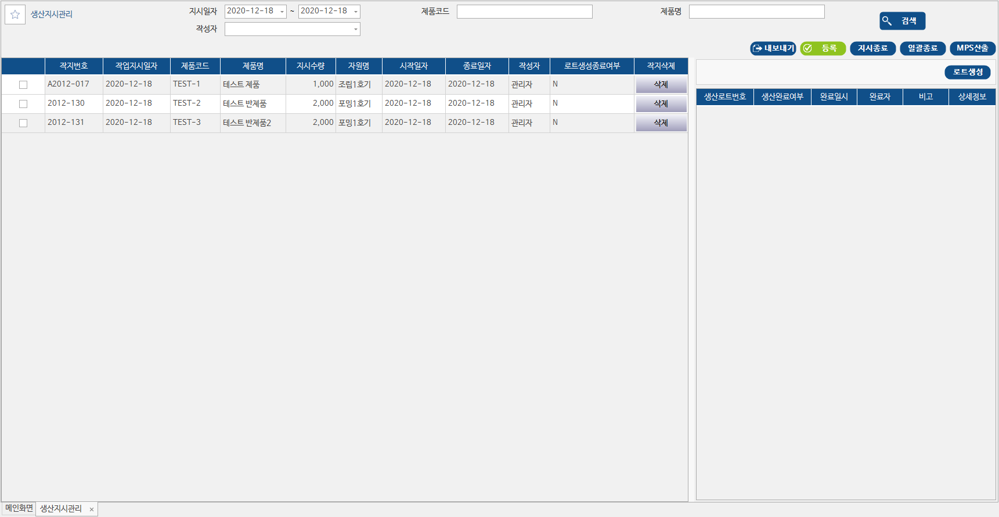 생산지시관리
지시일자 2020-12-18 ~ 2020-12-18 제품코드 제품명
작성자
검색
내보내기 등록 지시종료 일괄종료 MPS산출
작지번호 작업지시일자 제품코드 제품명 지시수량 자원명 시작일자 종료일자 작성자 로트생성종료여부 작지삭제
A2012-017 2020-12-18 TEST-1 테스트 제품 1,000 조립1호기 2020-12-18 2020-12-18 관리자 N 삭제
2012-130 2020-12-18 TEST-2 테스트 반제품 2,000 포밍1호기 2020-12-18 2020-12-18 관리자 N 삭제
2012-131 2020-12-18 TEST-3 테스트 반제품2 2,000 포밍1호기 2020-12-18 2020-12-18 관리자 N 삭제
로트생성
생산로트번호 생산완료여부 완료일시 완료자 비고 상세정보
메인화면 생산지시관리 ×